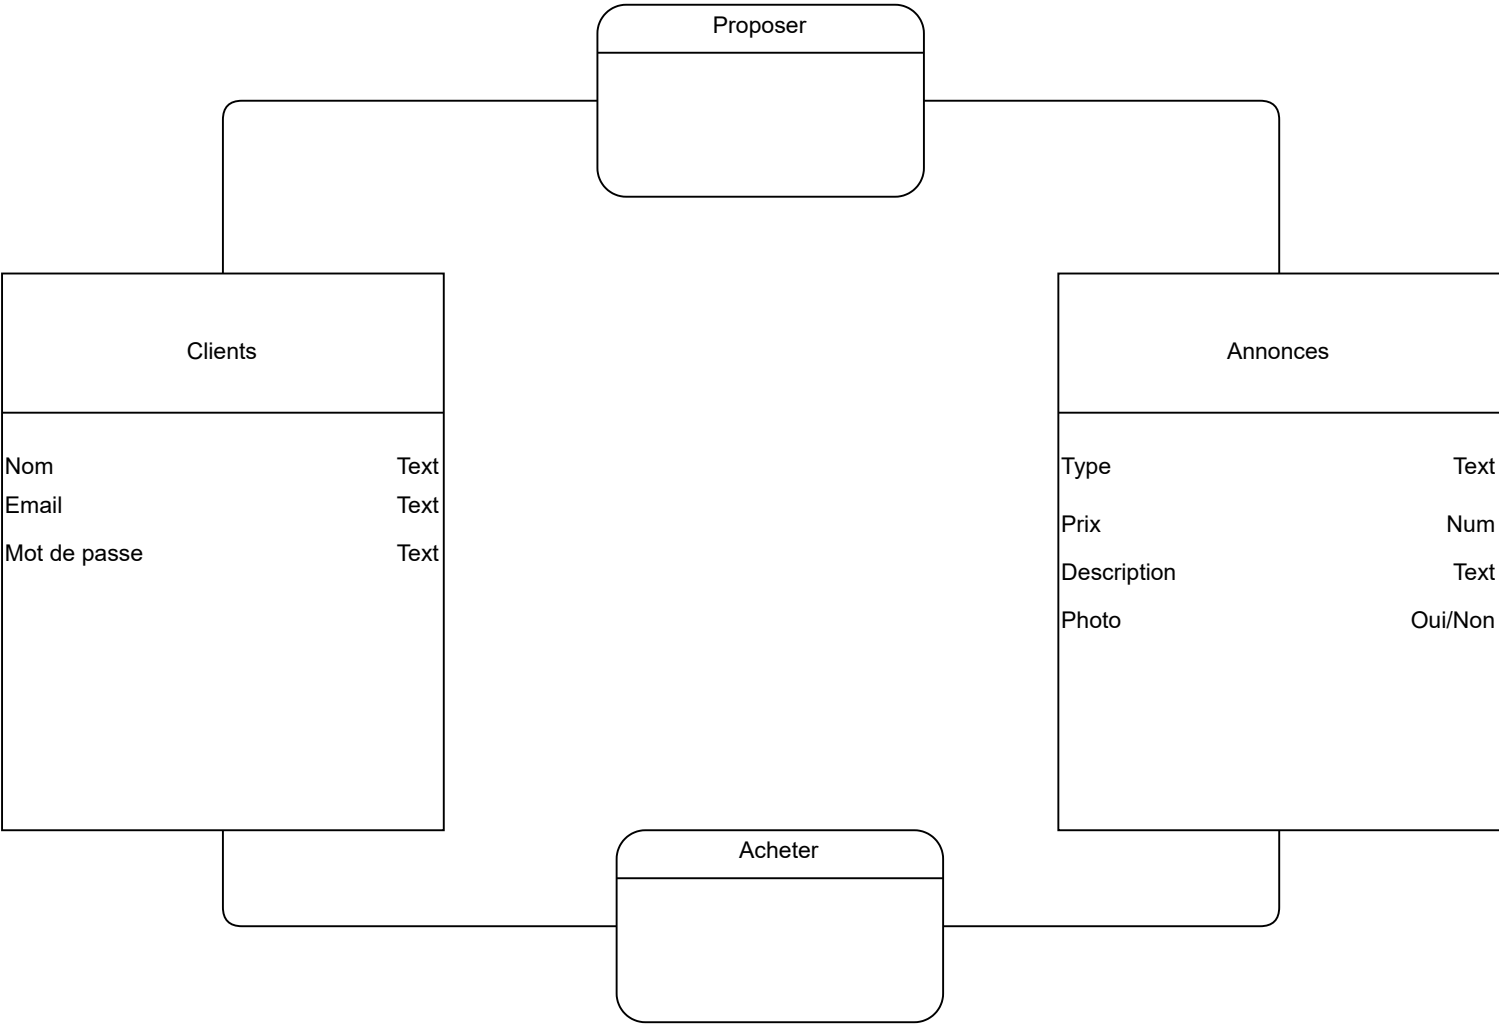 Proposer
Clients
Nom Text
Email Text
Mot de passe Text
Annonces
Type Text
Prix Num
Description Text
Photo Oui/Non
Acheter